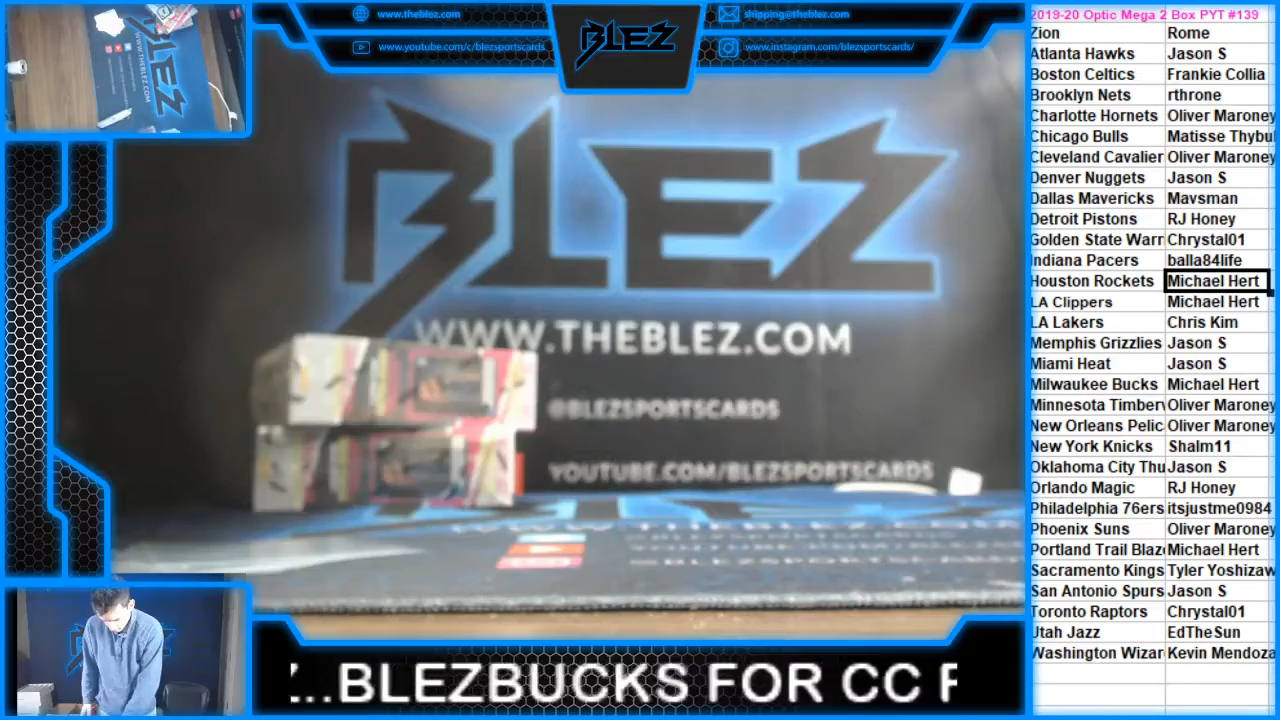 www.theblez.com
www.youtube.com/c/blezsportscards
BLEZ
shipping@theblez.com
www.instagram.com/blezsportscards/
BLEZ
WWW.THEBLEZ.COM
BLEZ
WWW.THEBLEZ.COM
@BLEZSPORTSCARDS
YOUTUBE.COM/BLEZSPORTSCARDS
...BLEZBUCKS FOR CC
2019-20 Optic Mega 2 Box PYT #139
Zion Rome
Atlanta Hawks Jason S
Boston Celtics Frankie Collia
Brooklyn Nets rthrone
Charlotte Hornets Oliver Maroney
Chicago Bulls Matisse Thybu
Cleveland Cavalier Oliver Maroney
Denver Nuggets Jason S
Dallas Mavericks Mavsman
Detroit Pistons RJ Honey
Golden State Warr Chrystal01
Indiana Pacers balla84life
Houston Rockets Michael Hert
LA Clippers Michael Hert
LA Lakers Chris Kim
Memphis Grizzlies Jason S
Miami Heat Jason S
Milwaukee Bucks Michael Hert
Minnesota Timberv Oliver Maroney
New Orleans Pelic Oliver Maroney
New York Knicks Shalm11
Oklahoma City Thu Jason S
Orlando Magic RJ Honey
Philadelphia 76ers itsjustme0984
Phoenix Suns Oliver Maroney
Portland Trail Blaze Michael Hert
Sacramento Kings Tyler Yoshizaw
San Antonio Spurs Jason S
Toronto Raptors Chrystal01
Utah Jazz EdTheSun
Washington Wizar Kevin Mendoza